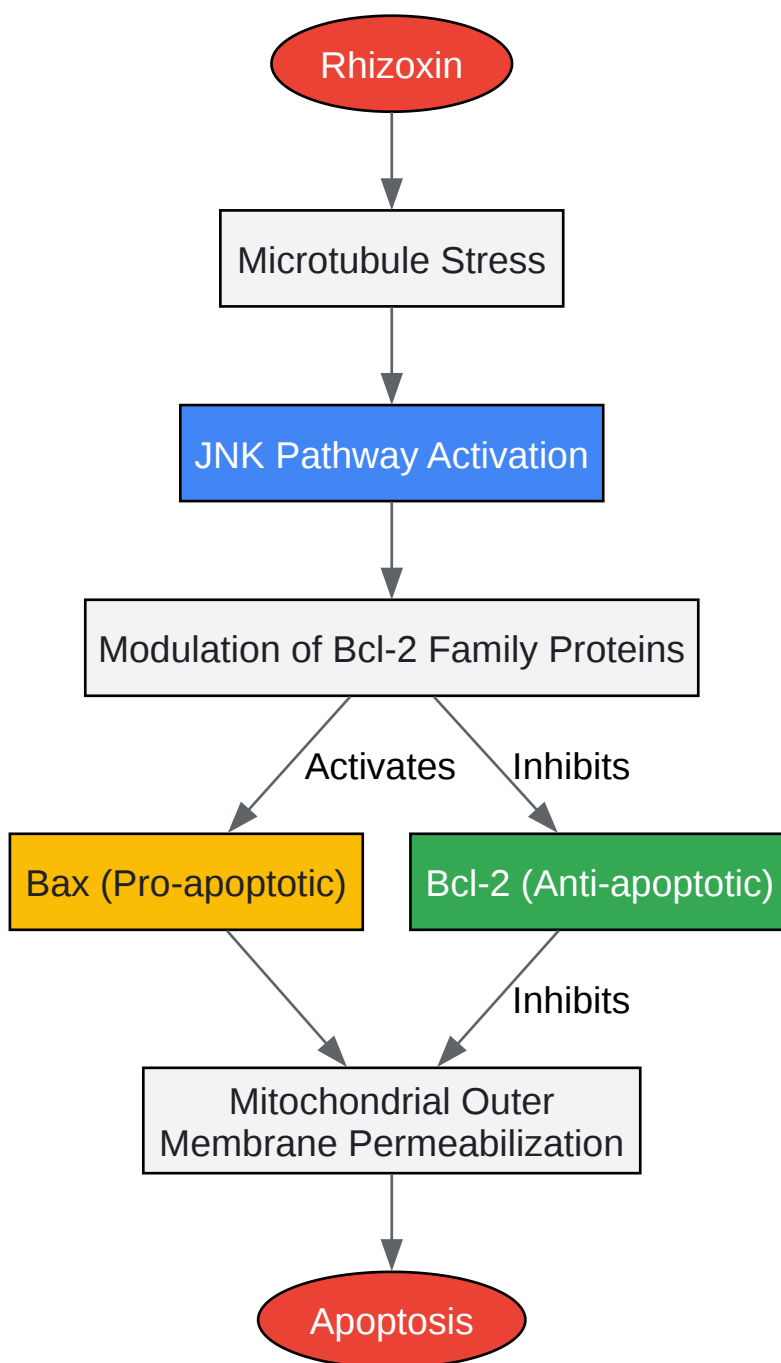 Rhizoxin
Microtubule Stress
JNK Pathway Activation
Modulation of Bcl-2 Family Proteins
Activates
Inhibits
Bax (Pro-apoptotic)
Bcl-2 (Anti-apoptotic)
Inhibits
Mitochondrial Outer
Membrane Permeabilization
Apoptosis